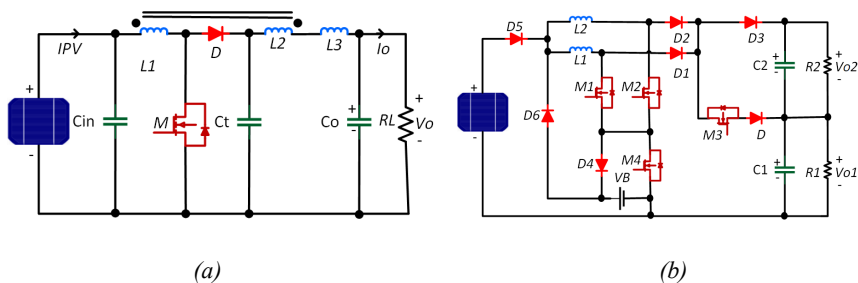 IPV
L1
D
L2
L3
Io
+
-
Cin
M
Ct
Co
+
-
RL
+
Vo
-
(a)
D5
L2
L1
D2
D1
D3
+
-
D6
M1
M2
C2
+
-
R2
+
Vo2
-
M3
D
D4
M4
VB
C1
+
-
R1
+
Vo1
-
(b)